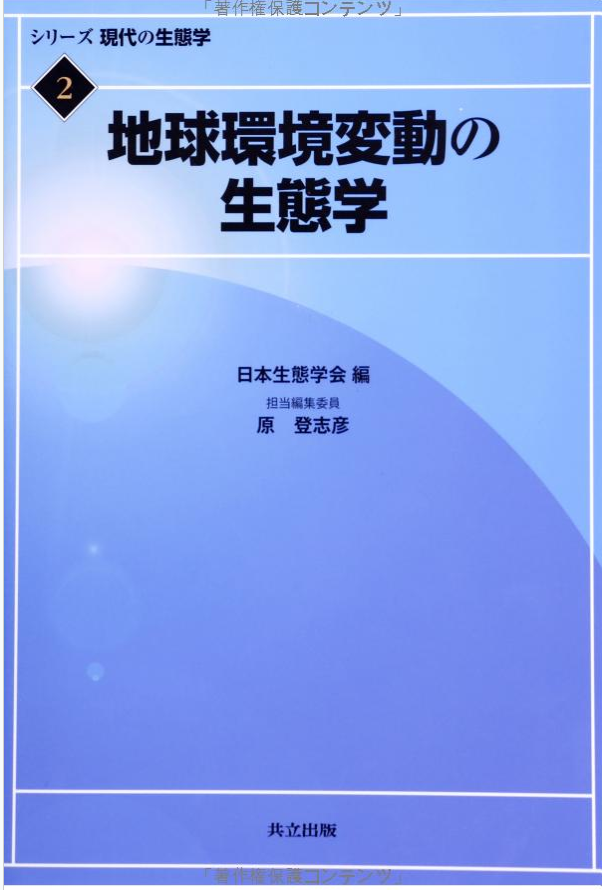 「著作権保護コンテンツ」
シリーズ 現代の生態学
2
地球環境変動の
生態学
日本生態学会 編
担当編集委員
原 登志彦
共立出版
「著作権保護コンテンツ」